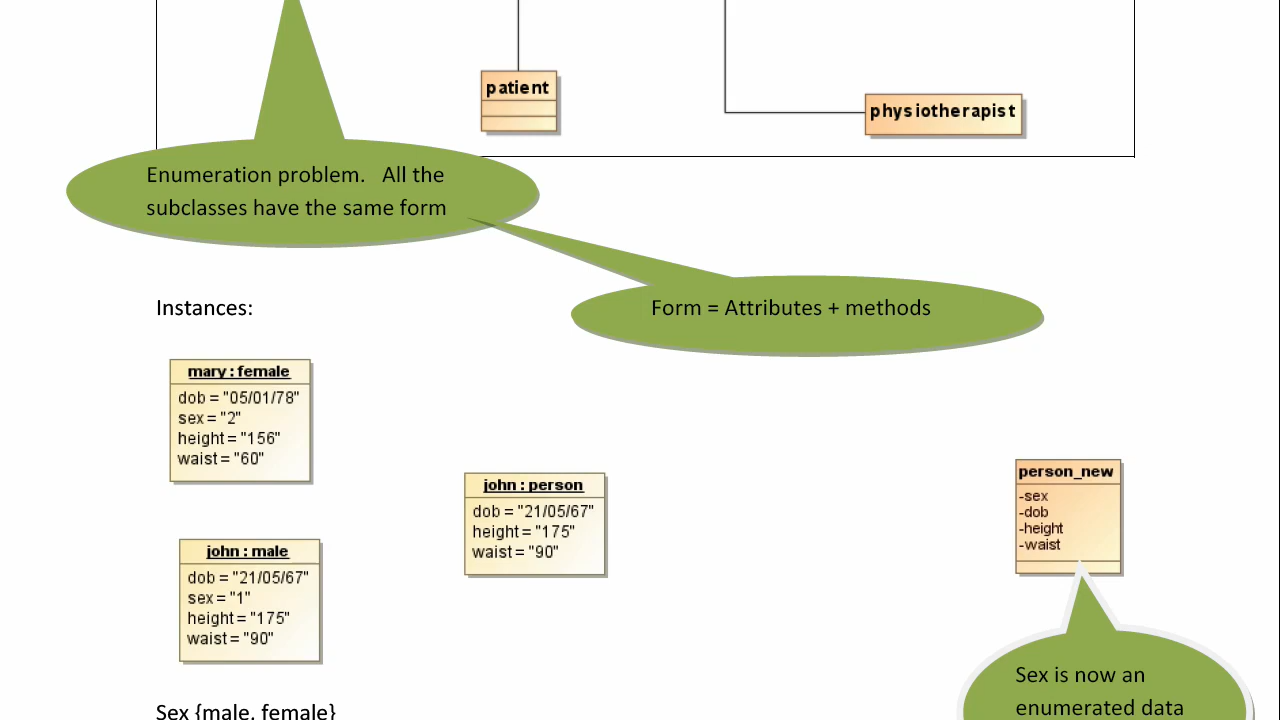 patient
physiotherapist
Enumeration problem.   All the
subclasses have the same form
Form = Attributes + methods
Instances:
mary : female
dob = "05/01/78"
sex = "2"
height = "156"
waist = "60"
john : person
dob = "21/05/67"
height = "175"
waist = "90"
person_new
-sex
-dob
-height
-waist
john : male
dob = "21/05/67"
sex = "1"
height = "175"
waist = "90"
Sex is now an
enumerated data
Sex {male, female}